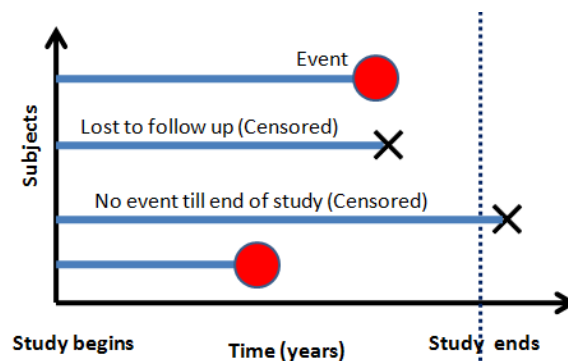 Event
Lost to follow up (Censored)
No event till end of study (Censored)
Subjects
Study begins
Time (years)
Study ends